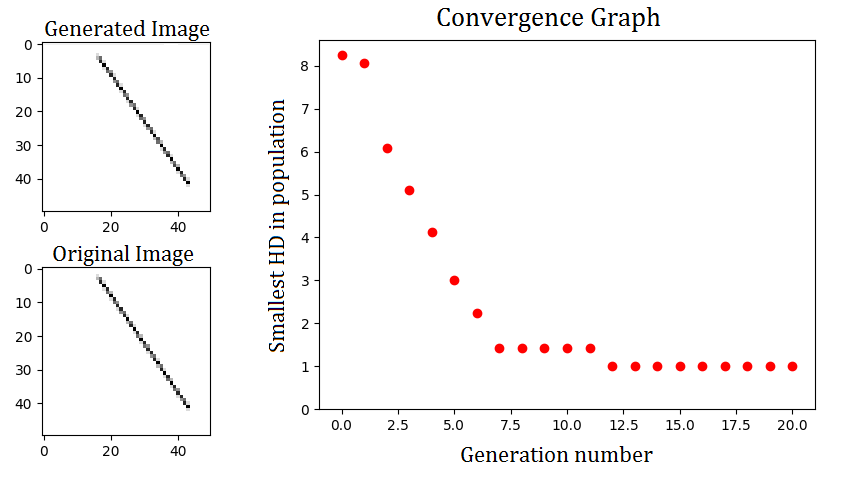 Generated Image
0
10
20
30
40
0 20 40
Original Image
0
10
20
30
40
0 20 40
Convergence Graph
Smallest HD in population
8
7
6
5
4
3
2
1
0
0.0 2.5 5.0 7.5 10.0 12.5 15.0 17.5 20.0
Generation number